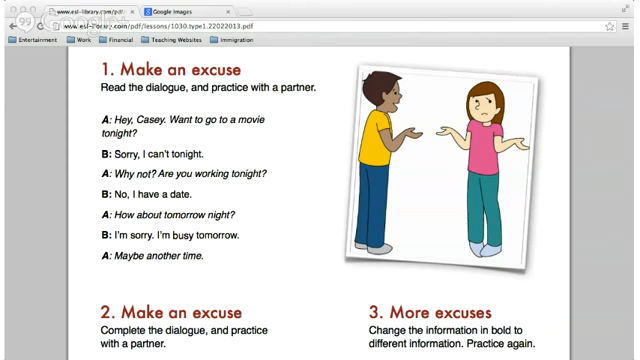 www.esl-library.com/pdf/
Google Images
www.esl-library.com/pdf/lessons/1030.type1.22022013.pdf
Entertainment
Work
Financial
Teaching Websites
Immigration
1. Make an excuse
Read the dialogue, and practice with a partner.
A: Hey, Casey. Want to go to a movie
tonight?
B: Sorry, I can't tonight.
A: Why not? Are you working tonight?
B: No, I have a date.
A: How about tomorrow night?
B: I'm sorry. I'm busy tomorrow.
A: Maybe another time.
2. Make an excuse
Complete the dialogue, and practice
with a partner.
3. More excuses
Change the information in bold to
different information. Practice again.